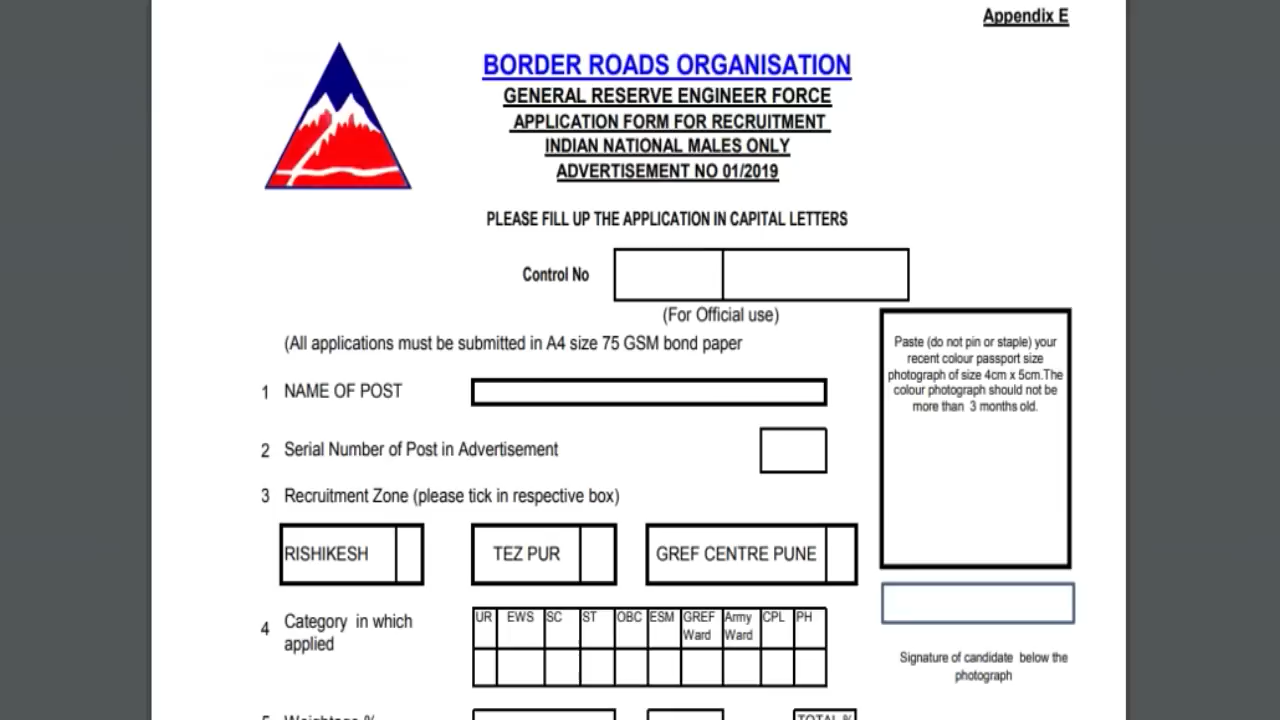 Appendix E
BORDER ROADS ORGANISATION
GENERAL RESERVE ENGINEER FORCE
APPLICATION FORM FOR RECRUITMENT
INDIAN NATIONAL MALES ONLY
ADVERTISEMENT NO 01/2019
PLEASE FILL UP THE APPLICATION IN CAPITAL LETTERS
Control No
(For Official use)
(All applications must be submitted in A4 size 75 GSM bond paper
Paste (do not pin or staple) your
recent colour passport size
photograph of size 4cm x 5cm.The
colour photograph should not be
more than 3 months old.
1 NAME OF POST
2 Serial Number of Post in Advertisement
3 Recruitment Zone (please tick in respective box)
RISHIKESH TEZ PUR GREF CENTRE PUNE
4 Category in which
applied
UR EWS SC ST OBC ESM GREF Army CPL PH
Ward Ward
Signature of candidate below the
photograph
5 Weightage % TOTAL %